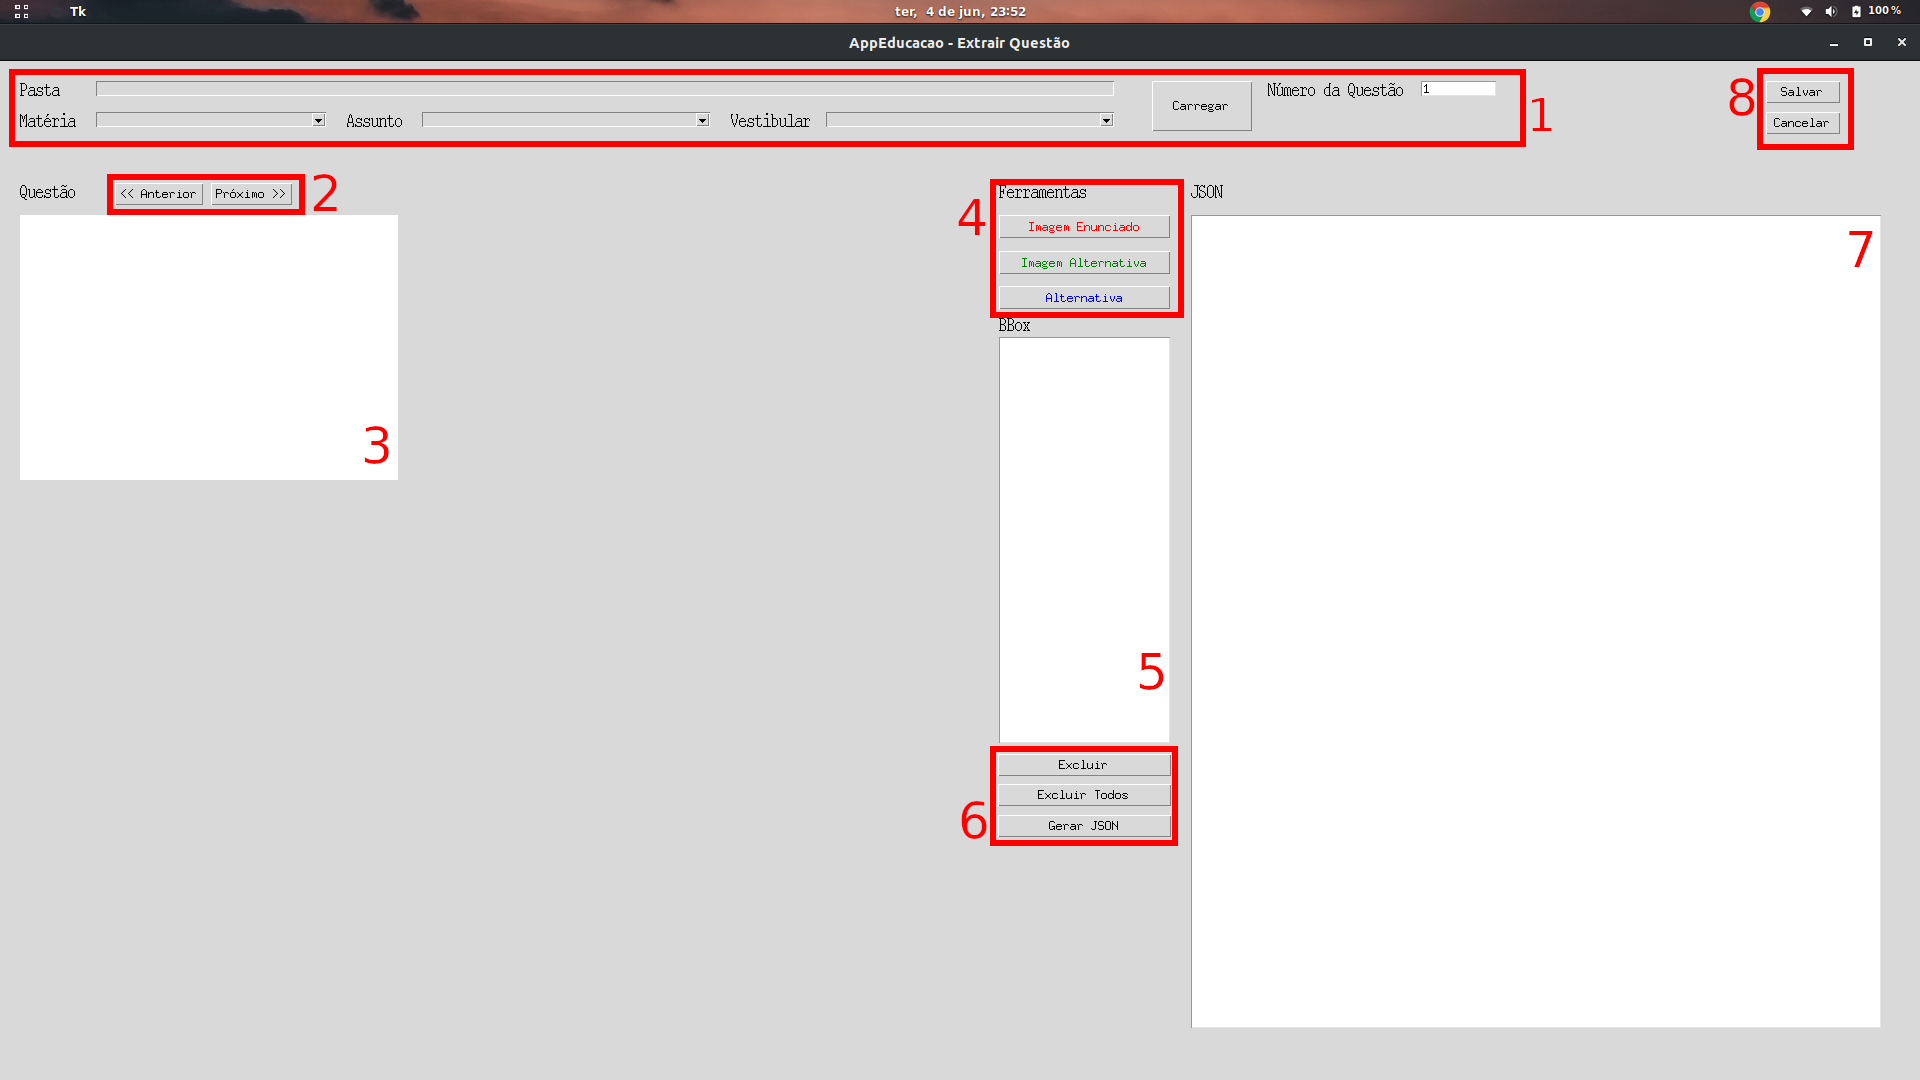 Tk
ter, 4 de jun, 23:52
100 %
AppEducacao - Extrair Questão
Pasta
Carregar
Número da Questão 1
Matéria
Assunto
Vestibular
1
8
Salvar
Cancelar
Questão
<< Anterior
Próximo >>
2
3
4
Ferramentas
Imagem Enunciado
Imagem Alternativa
Alternativa
BBox
5
6
Excluir
Excluir Todos
Gerar JSON
JSON
7